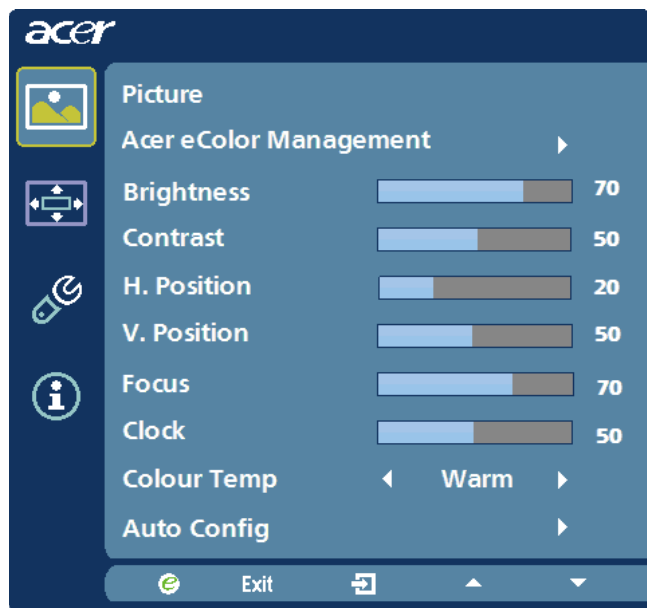 acer
Picture
Acer eColor Management
Brightness 70
Contrast 50
H. Position 20
V. Position 50
Focus 70
Clock 50
Colour Temp Warm
Auto Config
e Exit